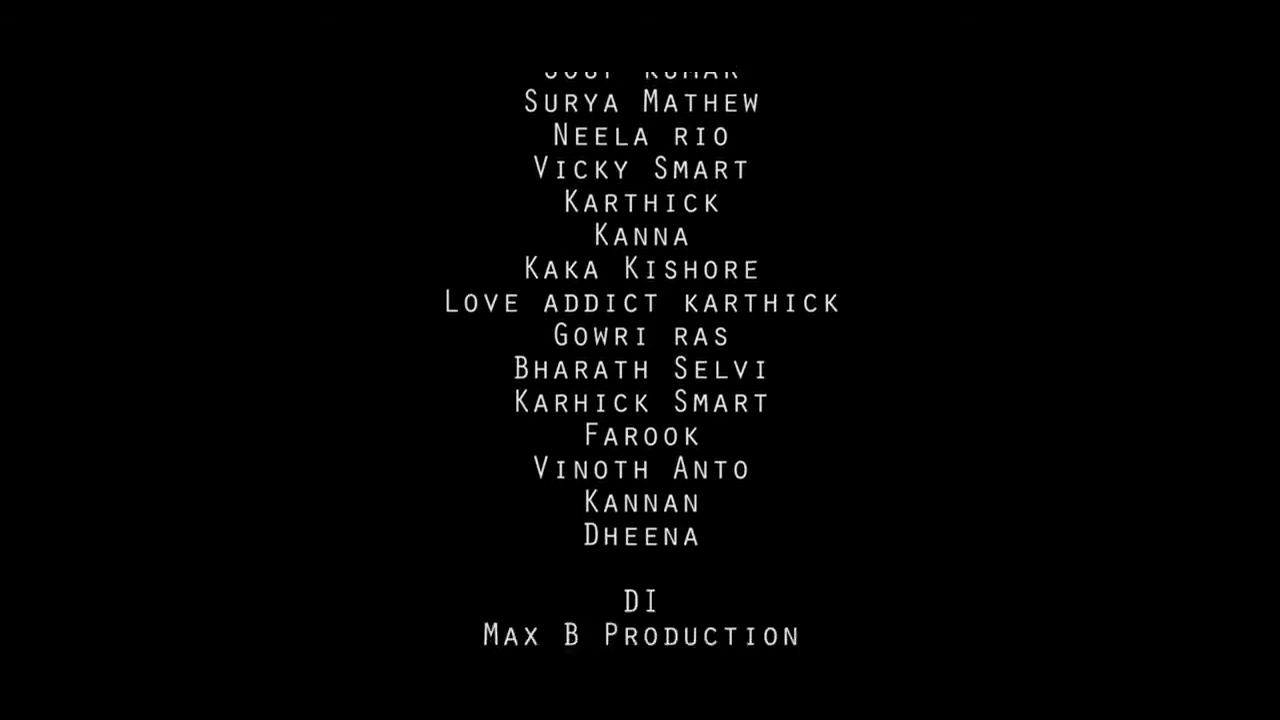 Kumar
Surya Mathew
Neela rio
Vicky Smart
Karthick
Kanna
Kaka Kishore
Love addict karthick
Gowri ras
Bharath Selvi
Karhick Smart
Farook
Vinoth Anto
Kannan
Dheena
DI
Max B Production